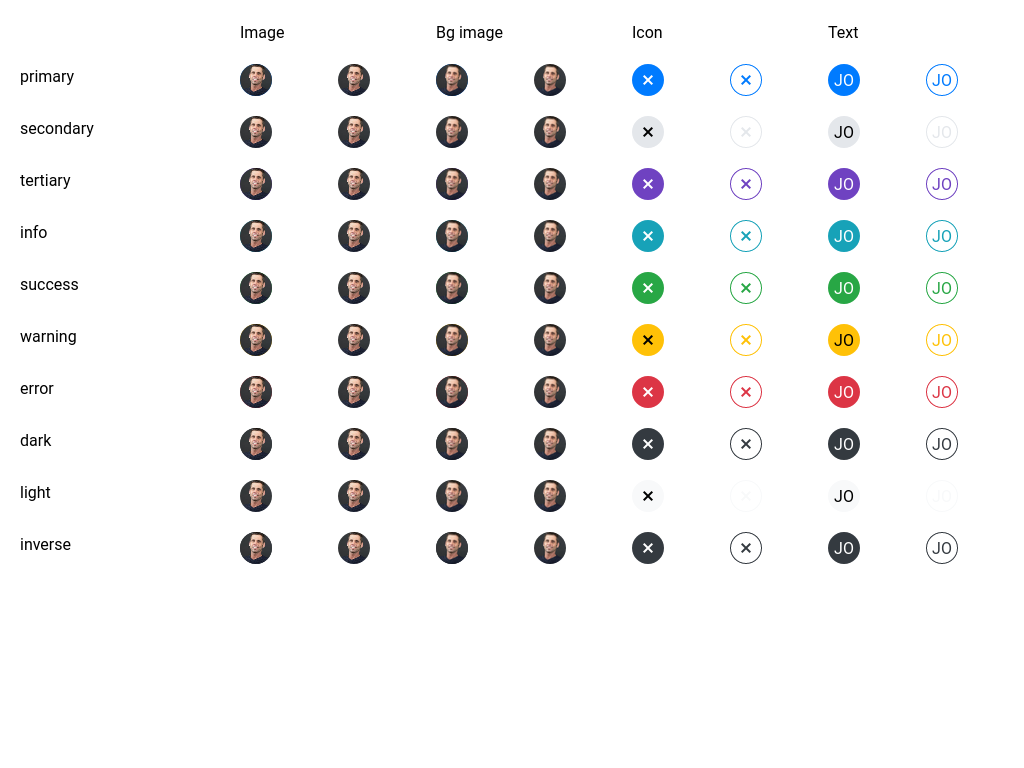 Image Bg image Icon Text
primary JO JO
secondary JO JO
tertiary JO JO
info JO JO
success JO JO
warning JO JO
error JO JO
dark JO JO
light JO JO
inverse JO JO